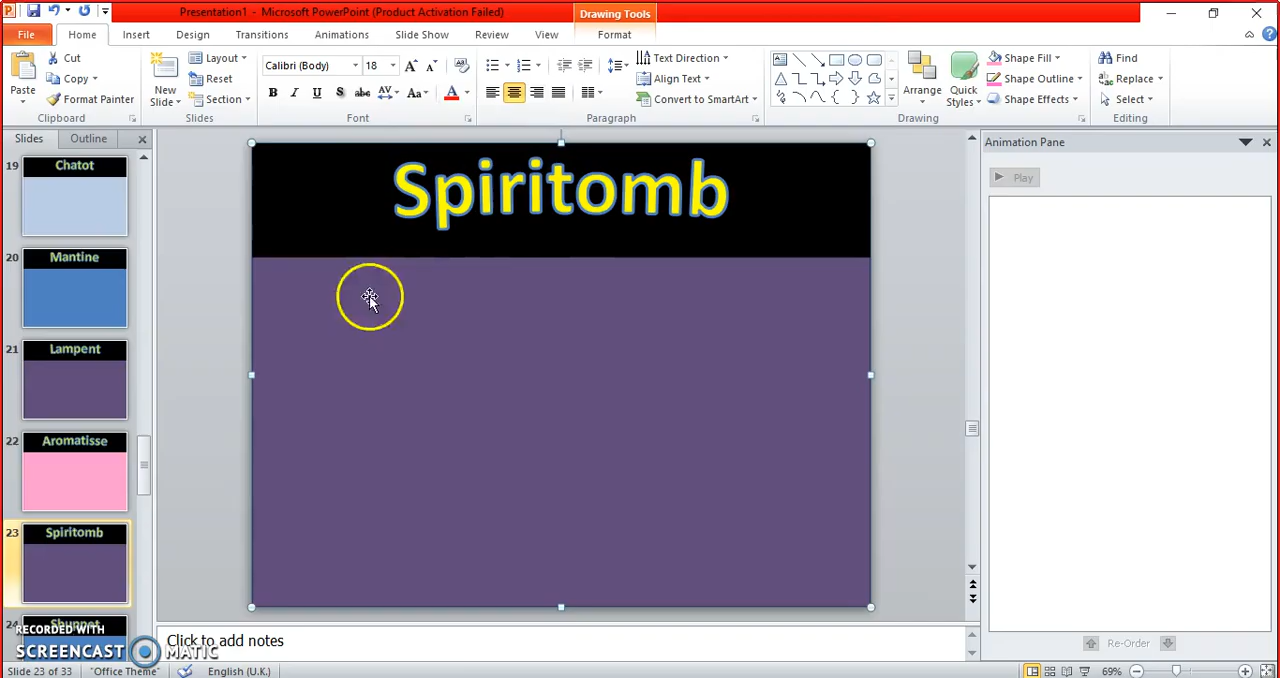 Presentation1 - Microsoft PowerPoint (Product Activation Failed)
Drawing Tools
File Home Insert Design Transitions Animations Slide Show Review View Format
Paste
Cut
Copy
Format Painter
Clipboard
New
Slide
Layout
Reset
Section
Slides
Calibri (Body) 18
B I U S abc AV Aa A
Font
Text Direction
Align Text
Convert to SmartArt
Paragraph
Arrange
Quick
Styles
Shape Fill
Shape Outline
Shape Effects
Drawing
Find
Replace
Select
Editing
Slides Outline
19 Chatot
20 Mantine
21 Lampent
22 Aromatisse
23 Spiritomb
24 Shuppet
Spiritomb
Animation Pane
Play
Re-Order
Click to add notes
RECORDED WITH
SCREENCAST MATIC
Slide 23 of 33 "Office Theme" English (U.K.) 69%